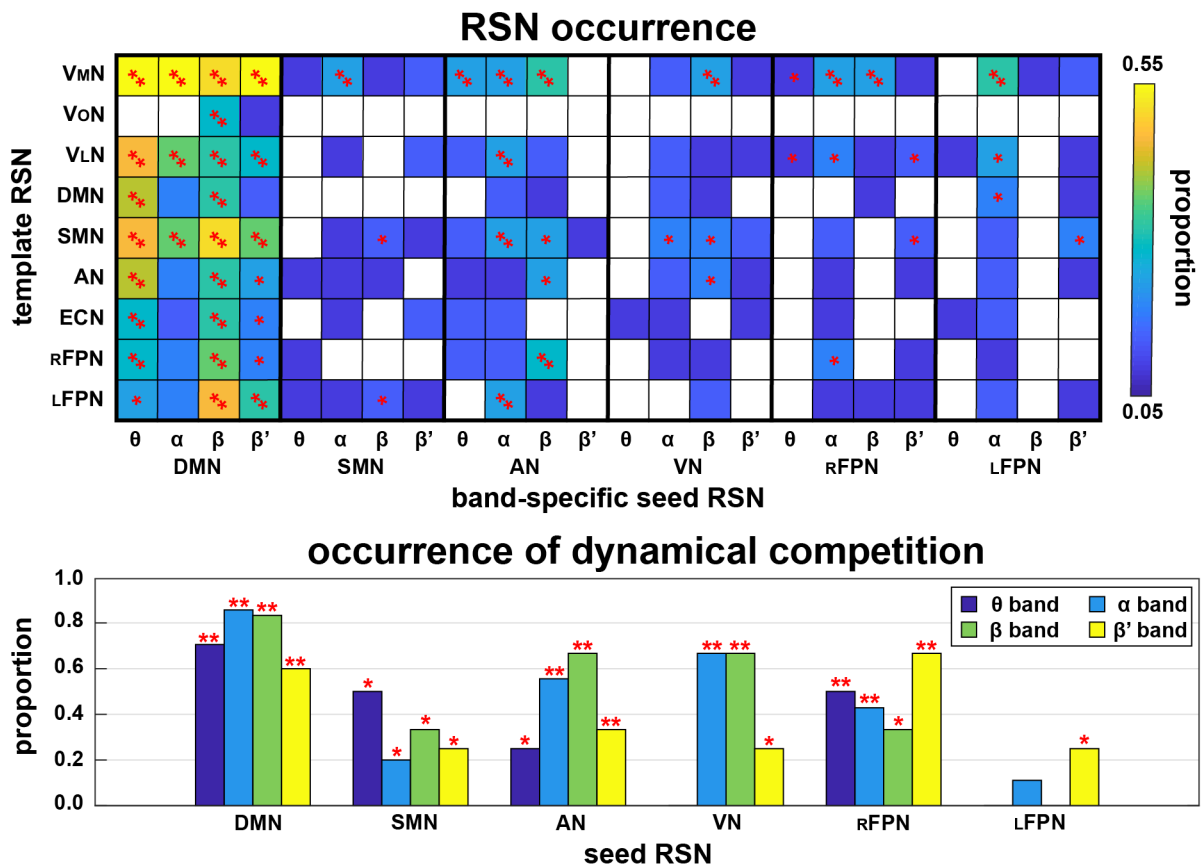 RSN occurrence
template RSN
VMN
VON
VLN
DMN
SMN
AN
ECN
RFPN
LFPN
θ α β β' θ α β β' θ α β β' θ α β β' θ α β β' θ α β β'
DMN SMN AN VN RFPN LFPN
band-specific seed RSN
0.55
proportion
0.05
occurrence of dynamical competition
proportion
1.0
0.8
0.6
0.4
0.2
0.0
θ band α band
β band β' band
DMN SMN AN VN RFPN LFPN
seed RSN